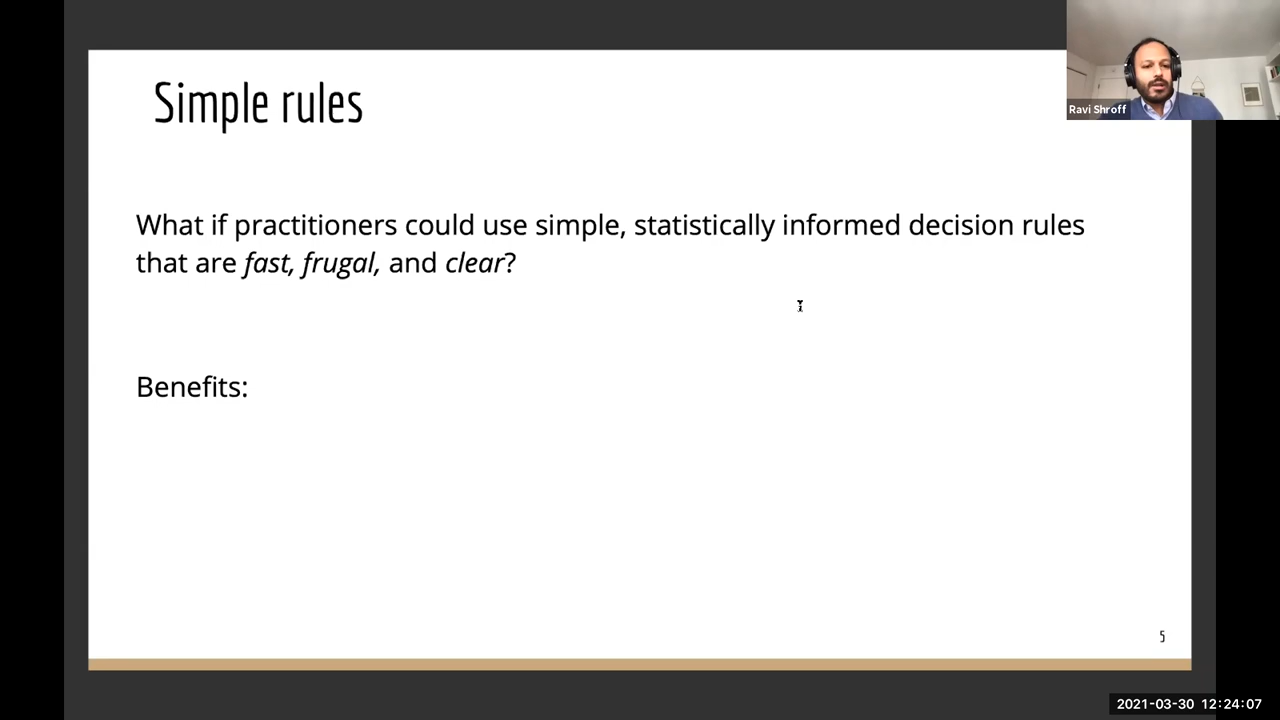 Simple rules
Ravi Shroff
What if practitioners could use simple, statistically informed decision rules
that are fast, frugal, and clear?
Benefits:
5
2021-03-30 12:24:07